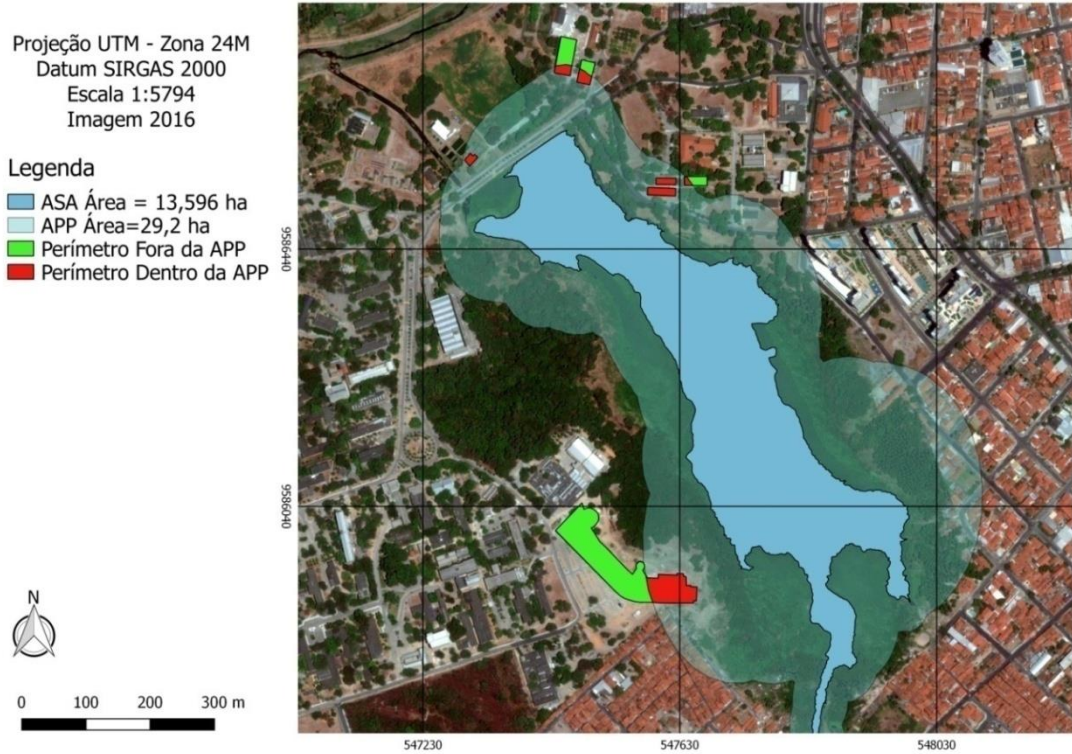 Projeção UTM - Zona 24M
Datum SIRGAS 2000
Escala 1:5794
Imagem 2016
Legenda
ASA Área = 13,596 ha
APP Área=29,2 ha
Perímetro Fora da APP
Perímetro Dentro da APP
9586440
9586040
N
0 100 200 300 m
547230 547630 548030